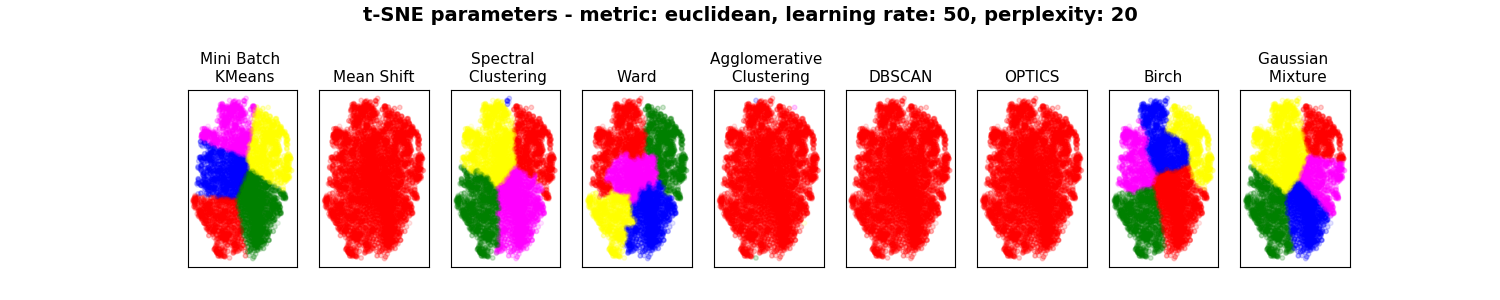 t-SNE parameters - metric: euclidean, learning rate: 50, perplexity: 20
Mini Batch
KMeans
Mean Shift
Spectral
Clustering
Ward
Agglomerative
Clustering
DBSCAN
OPTICS
Birch
Gaussian
Mixture